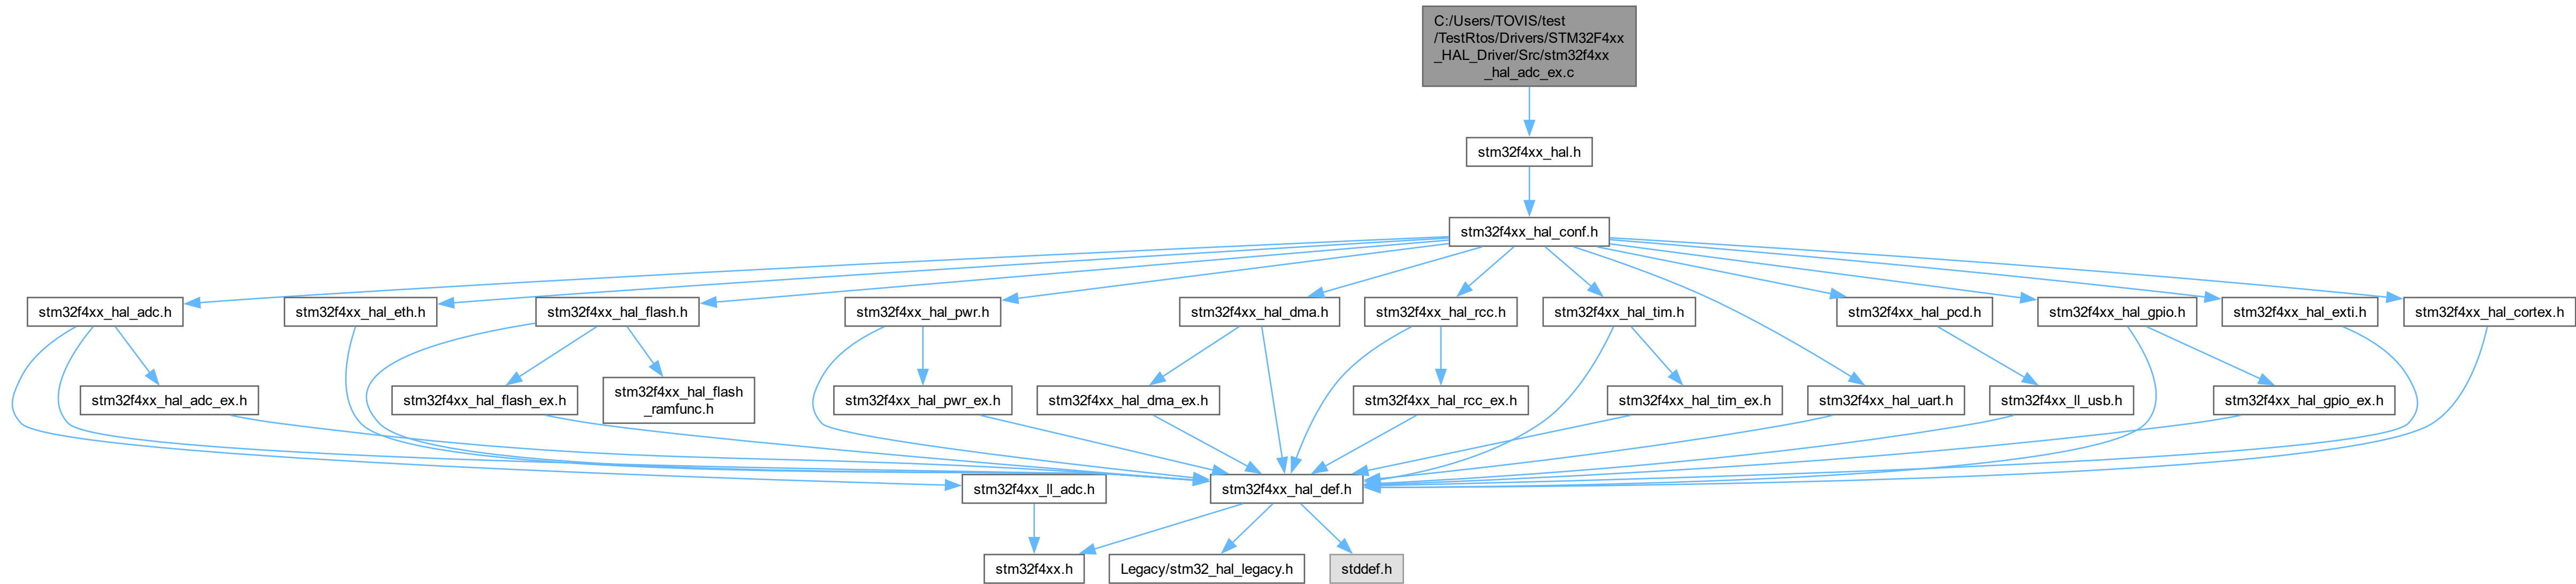 C:/Users/TOVIS/test
/TestRtos/Drivers/STM32F4xx
_HAL_Driver/Src/stm32f4xx
_hal_adc_ex.c
stm32f4xx_hal.h
stm32f4xx_hal_conf.h
stm32f4xx_hal_adc.h
stm32f4xx_hal_eth.h
stm32f4xx_hal_flash.h
stm32f4xx_hal_pwr.h
stm32f4xx_hal_dma.h
stm32f4xx_hal_rcc.h
stm32f4xx_hal_tim.h
stm32f4xx_hal_pcd.h
stm32f4xx_hal_gpio.h
stm32f4xx_hal_exti.h
stm32f4xx_hal_cortex.h
stm32f4xx_hal_adc_ex.h
stm32f4xx_hal_flash_ex.h
stm32f4xx_hal_flash
_ramfunc.h
stm32f4xx_hal_pwr_ex.h
stm32f4xx_hal_dma_ex.h
stm32f4xx_hal_rcc_ex.h
stm32f4xx_hal_tim_ex.h
stm32f4xx_hal_uart.h
stm32f4xx_ll_usb.h
stm32f4xx_hal_gpio_ex.h
stm32f4xx_ll_adc.h
stm32f4xx_hal_def.h
stm32f4xx.h
Legacy/stm32_hal_legacy.h
stddef.h